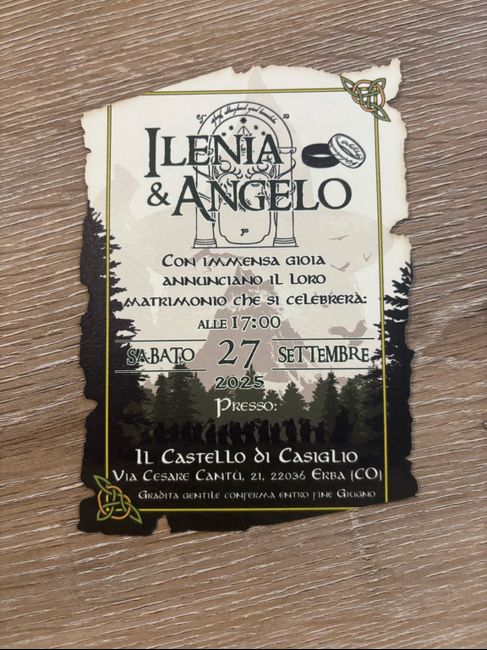 ILENIA
& ANGELO
CON IMMENSA GIOIA
ANNUNCIANO IL LORO
MATRIMONIO CHE SI CELEBRERÀ:
ALLE 17:00
SABATO 27 SETTEMBRE
2025
PRESSO:
IL CASTELLO DI CASIGLIO
VIA CESARE CANTÙ, 21, 22036 ERBA (CO)
GRADITA GENTILE CONFERMA ENTRO FINE GIUGNO